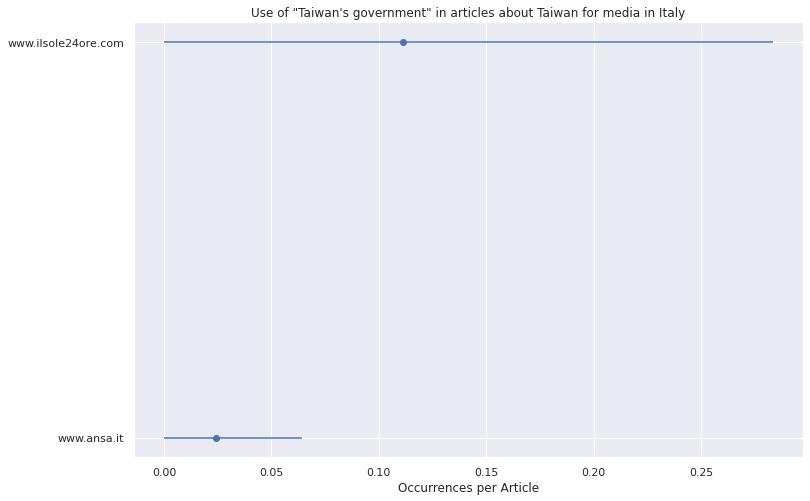 Use of "Taiwan's government" in articles about Taiwan for media in Italy
www.ilsole24ore.com
www.ansa.it
0.00 0.05 0.10 0.15 0.20 0.25
Occurrences per Article